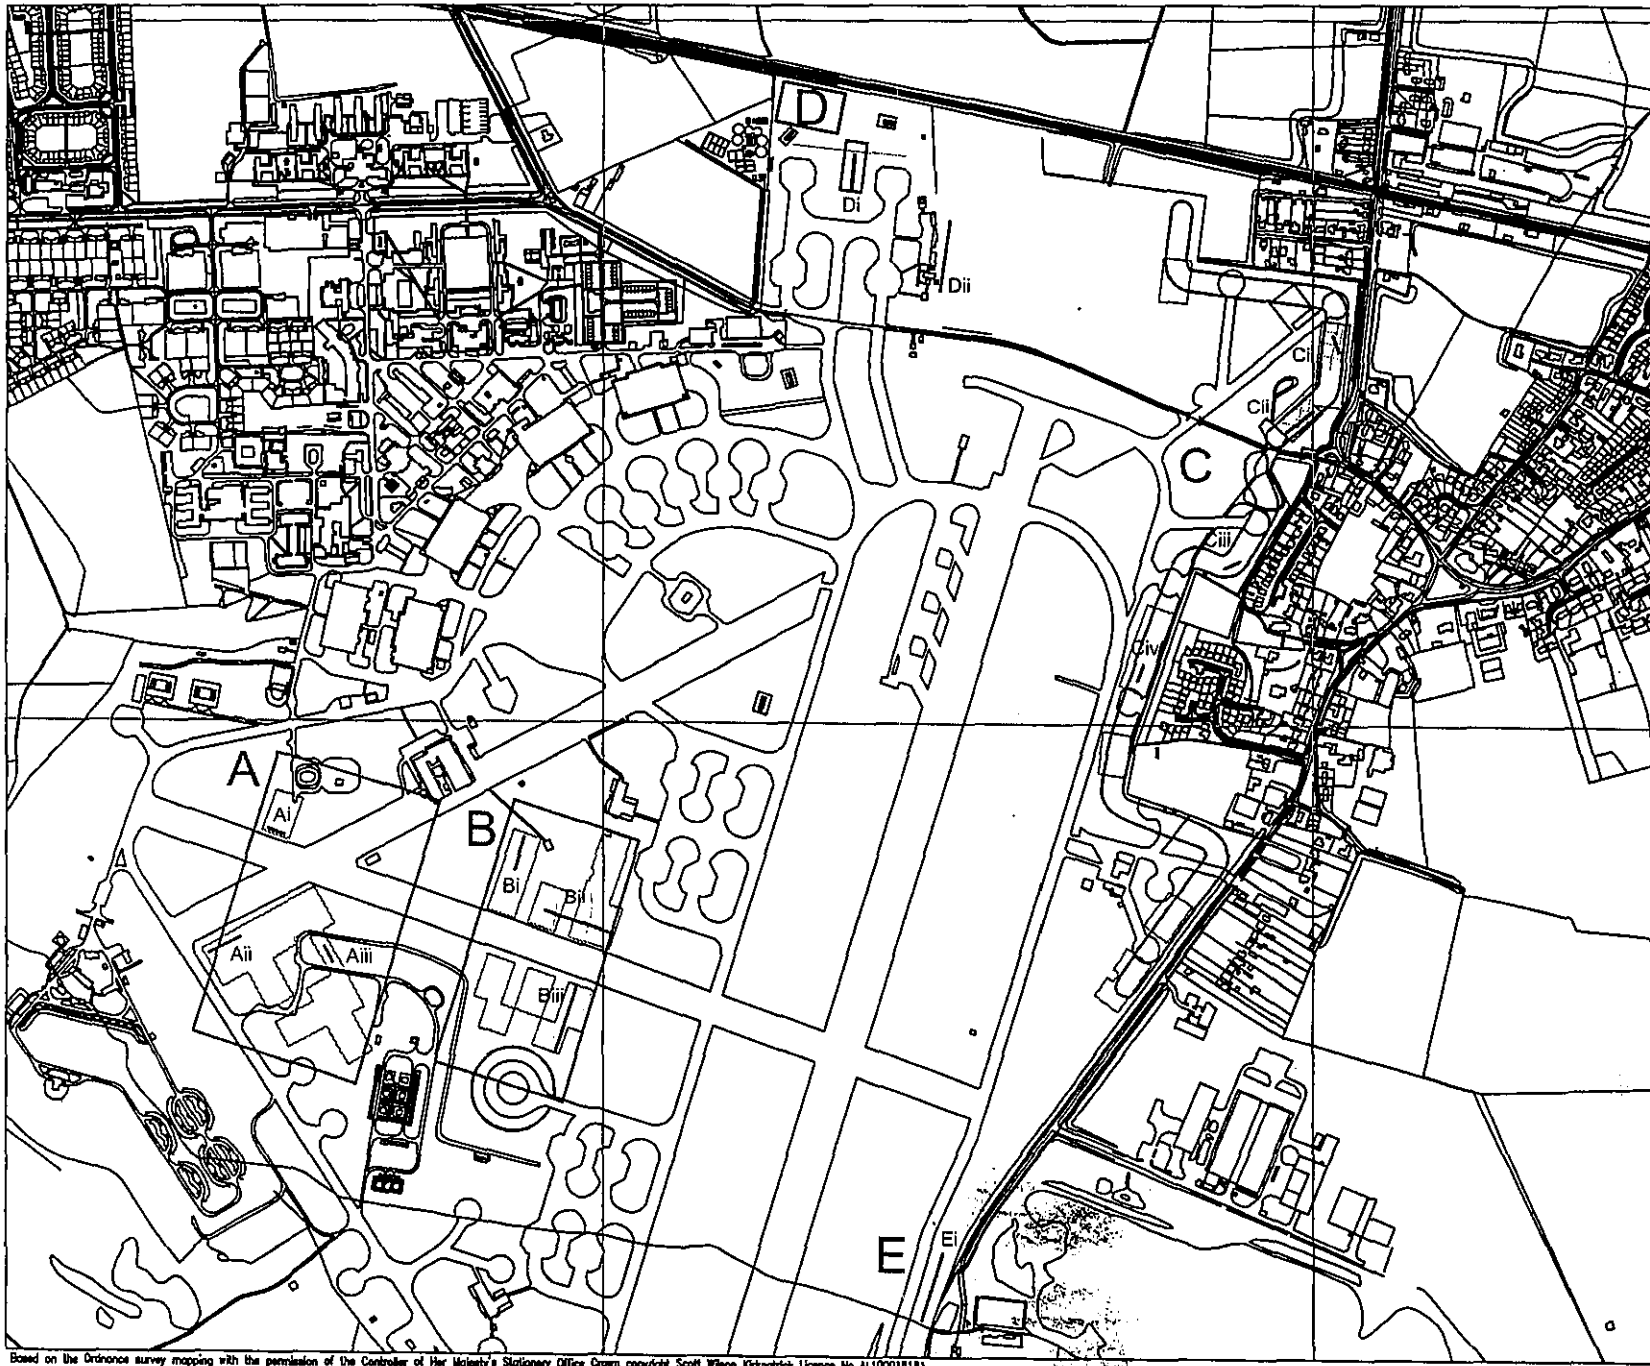 D
Di
Dii
Ci
Cii
C
Ciii
Civ
A
Ai
B
Bi
Bii
Aii
Aiii
Biii
E
Ei
Based on the Ordnance survey mapping with the permission of the Controller of Her Majesty's Stationery Office Crown copyright Scott Wilson Kirkpatrick Licence No